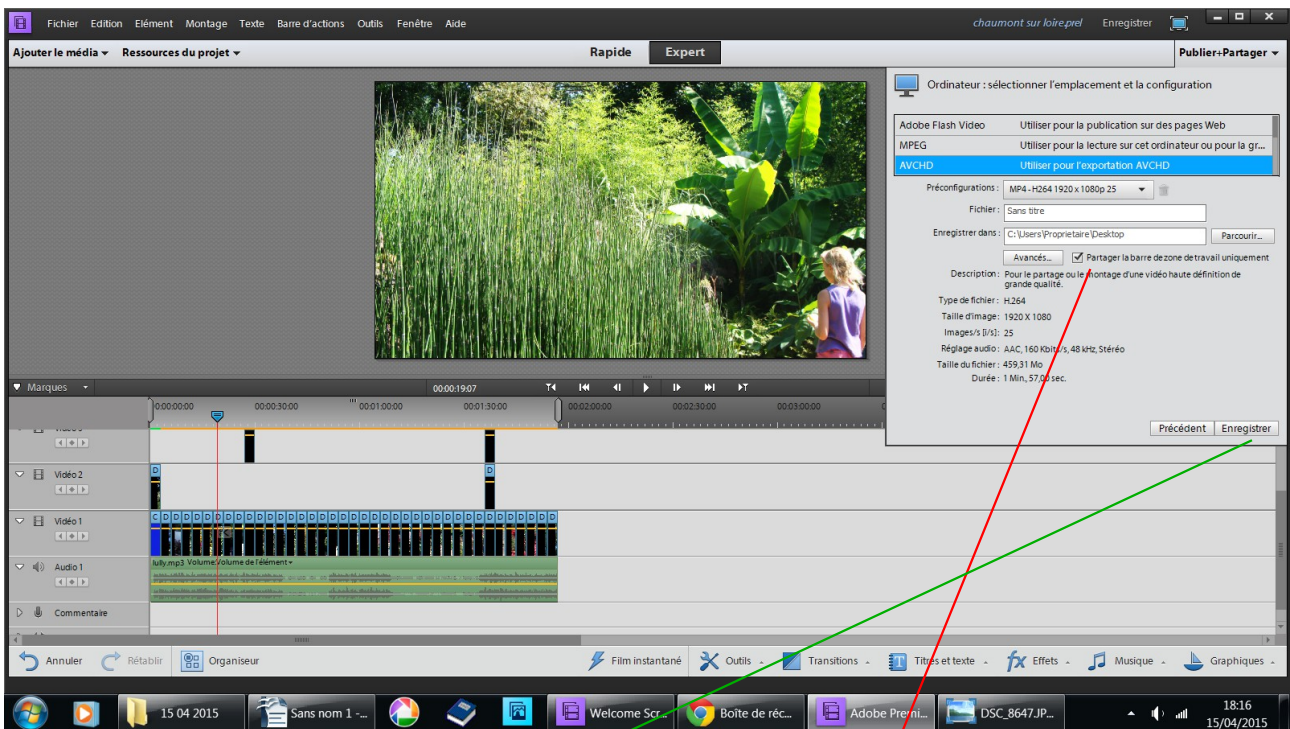 Fichier Edition Elément Montage Texte Barre d'actions Outils Fenêtre Aide
chaumont sur loire.prel Enregistrer
Ajouter le média Ressources du projet Rapide Expert Publier+Partager
Ordinateur : sélectionner l'emplacement et la configuration
Adobe Flash Video Utiliser pour la publication sur des pages Web
MPEG Utiliser pour la lecture sur cet ordinateur ou pour la gr...
AVCHD Utiliser pour l'exportation AVCHD
Préconfigurations : MP4 - H264 1920 x 1080p 25
Fichier : Sans titre
Enregistrer dans : C:\Users\Proprietaire\Desktop Parcourir...
Avancés... Partager la barre de zone de travail uniquement
Description : Pour le partage ou le montage d'une vidéo haute définition de
grande qualité.
Type de fichier : H.264
Taille d'image : 1920 X 1080
Images/s [i/s]: 25
Réglage audio : AAC, 160 Kbits/s, 48 kHz, Stéréo
Taille du fichier : 459,31 Mo
Durée : 1 Min, 57,00 sec.
Précédent Enregistrer
Marques 00:00:19:07
0:00:00:00 00:00:30:00 00:01:00:00 00:01:30:00 00:02:00:00 00:02:30:00 00:03:00:00
Vidéo 2 D D
Vidéo 1 C D D D D D D D D D D D D D D D D D D D D D D D D D D D D D D D D D D D D D
lully.mp3 Volume:Volume de l'élément
Audio 1
Commentaire
Annuler Rétablir Organiseur Film instantané Outils Transitions Titres et texte Effets Musique Graphiques
15 04 2015 Sans nom 1 -... Welcome Scr... Boîte de réc... Adobe Premi... DSC_8647.JP...
18:16
15/04/2015